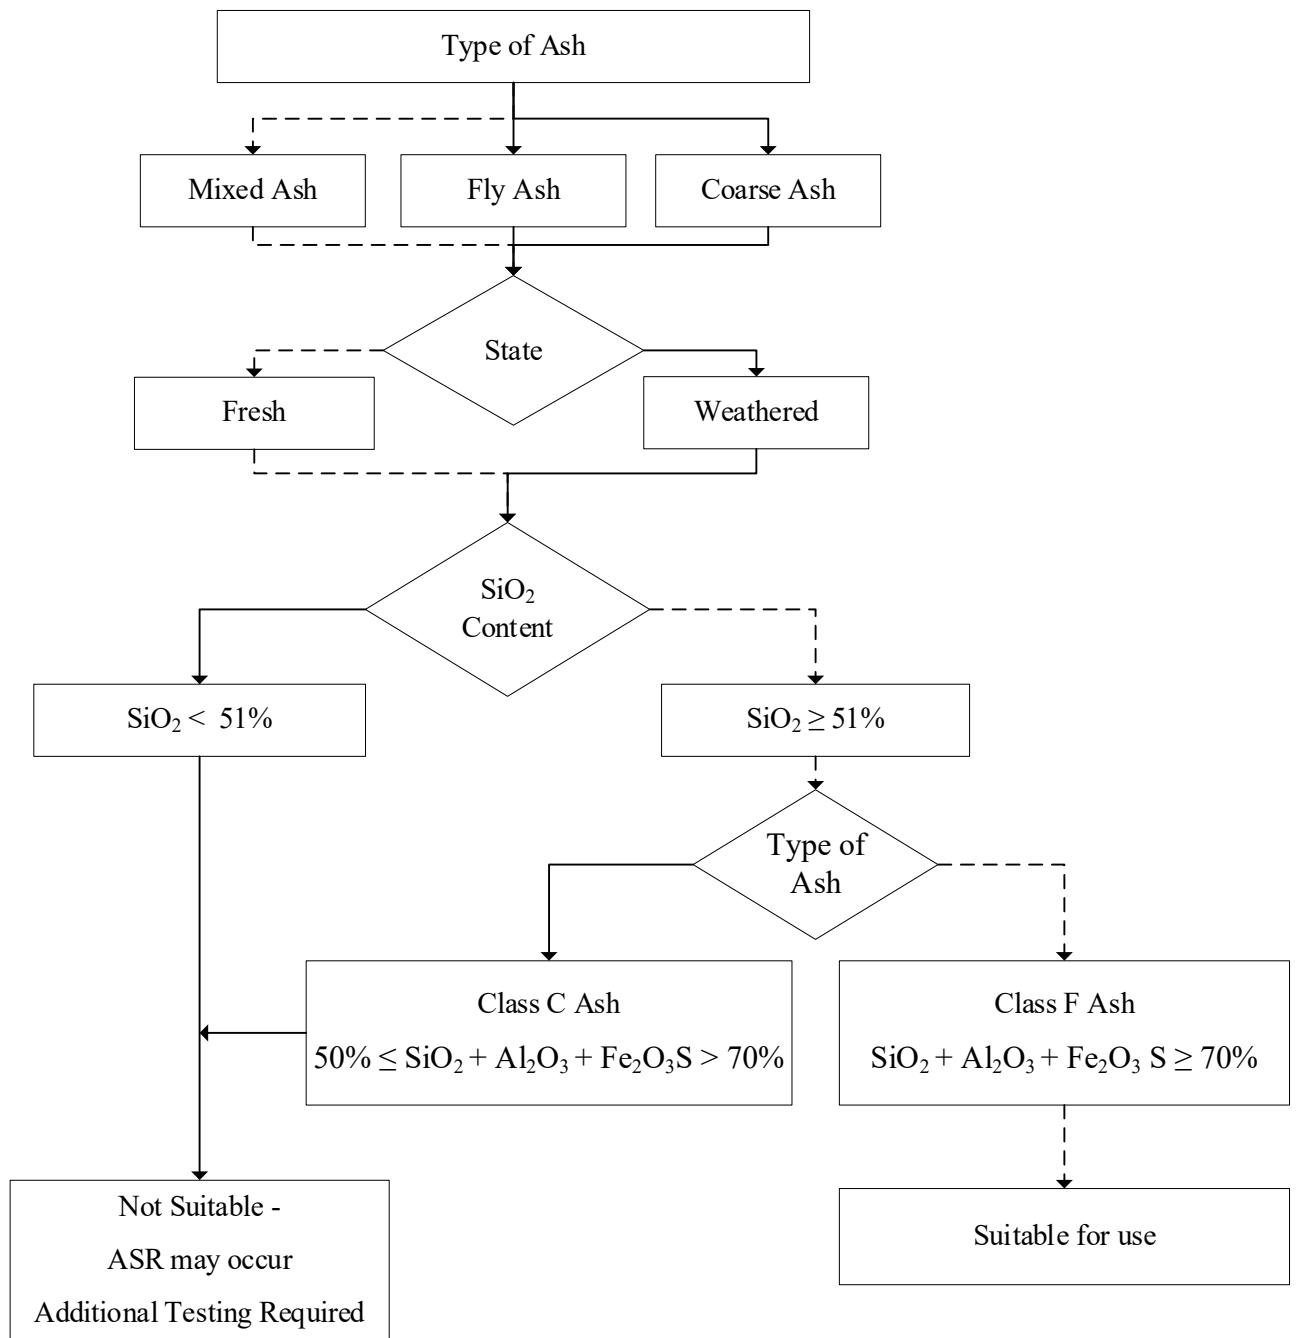 Type of Ash
Mixed Ash
Fly Ash
Coarse Ash
State
Fresh
Weathered
SiO₂
Content
SiO₂ < 51%
SiO₂ ≥ 51%
Type of
Ash
Class C Ash
50% ≤ SiO₂ + Al₂O₃ + Fe₂O₃S > 70%
Class F Ash
SiO₂ + Al₂O₃ + Fe₂O₃ S ≥ 70%
Not Suitable -
ASR may occur
Additional Testing Required
Suitable for use